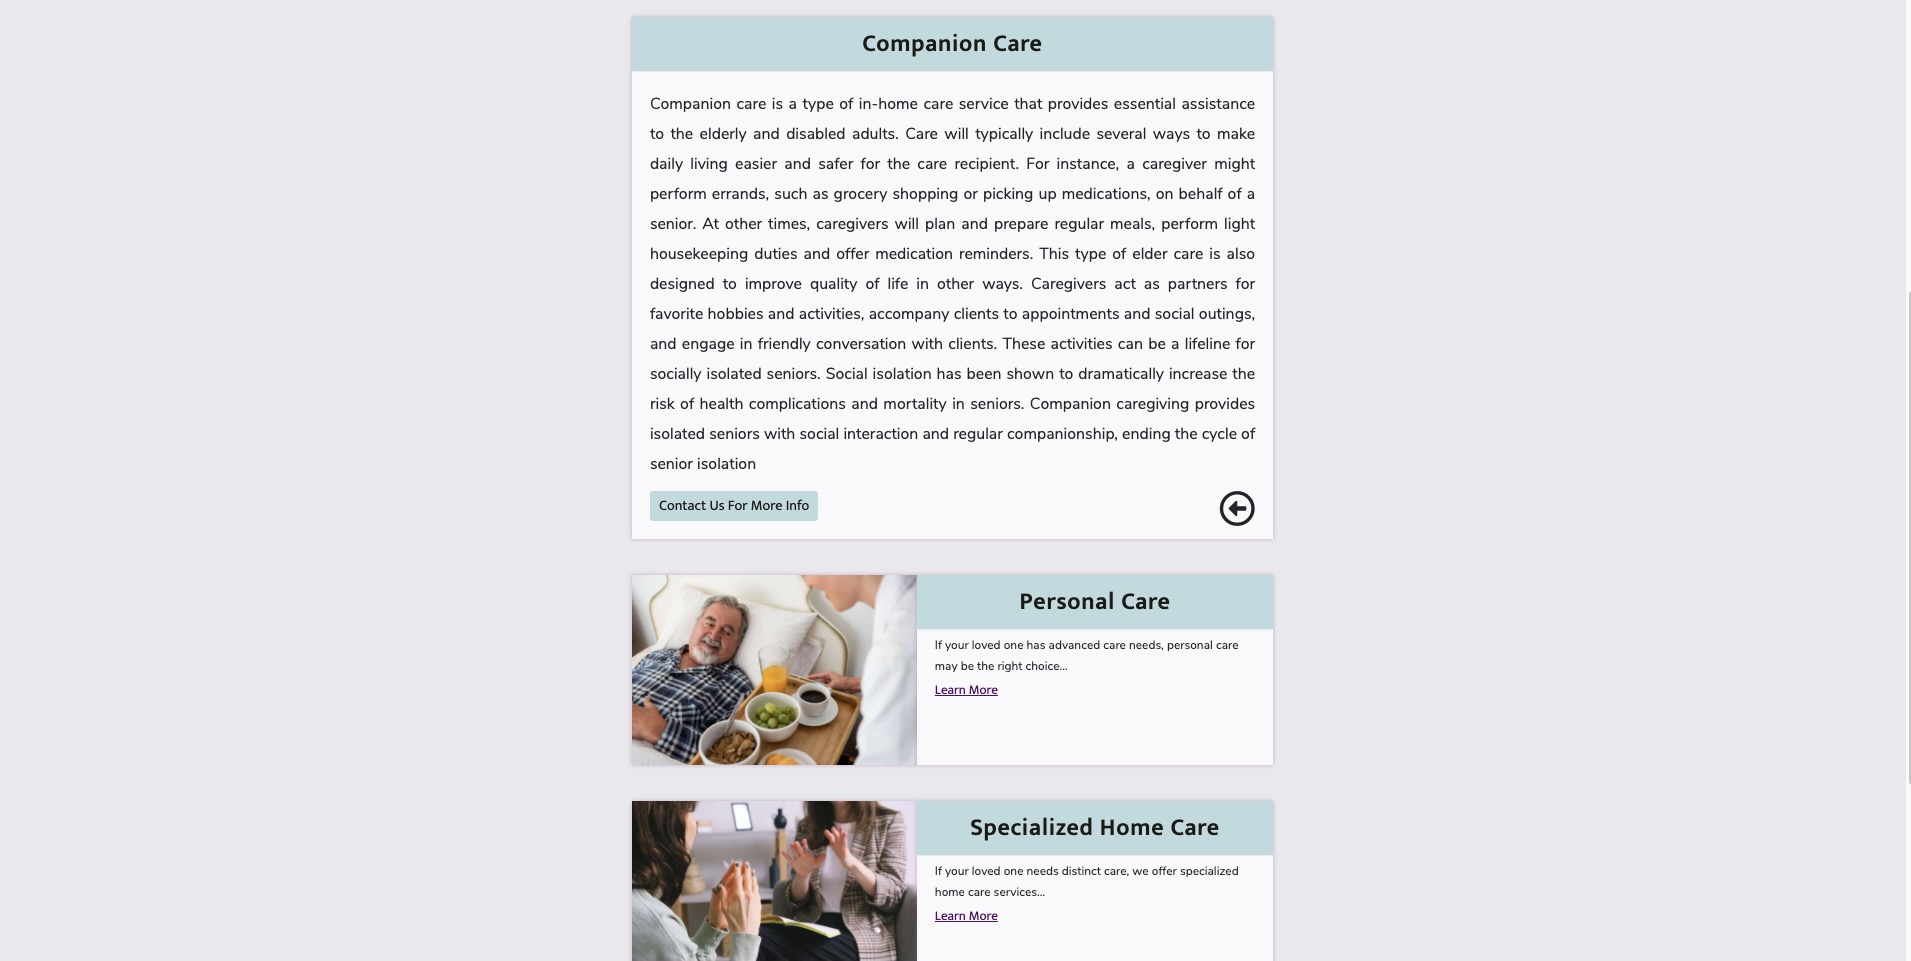 Companion Care
Companion care is a type of in-home care service that provides essential assistance
to the elderly and disabled adults. Care will typically include several ways to make
daily living easier and safer for the care recipient. For instance, a caregiver might
perform errands, such as grocery shopping or picking up medications, on behalf of a
senior. At other times, caregivers will plan and prepare regular meals, perform light
housekeeping duties and offer medication reminders. This type of elder care is also
designed to improve quality of life in other ways. Caregivers act as partners for
favorite hobbies and activities, accompany clients to appointments and social outings,
and engage in friendly conversation with clients. These activities can be a lifeline for
socially isolated seniors. Social isolation has been shown to dramatically increase the
risk of health complications and mortality in seniors. Companion caregiving provides
isolated seniors with social interaction and regular companionship, ending the cycle of
senior isolation
Contact Us For More Info
Personal Care
If your loved one has advanced care needs, personal care
may be the right choice...
Learn More
Specialized Home Care
If your loved one needs distinct care, we offer specialized
home care services...
Learn More